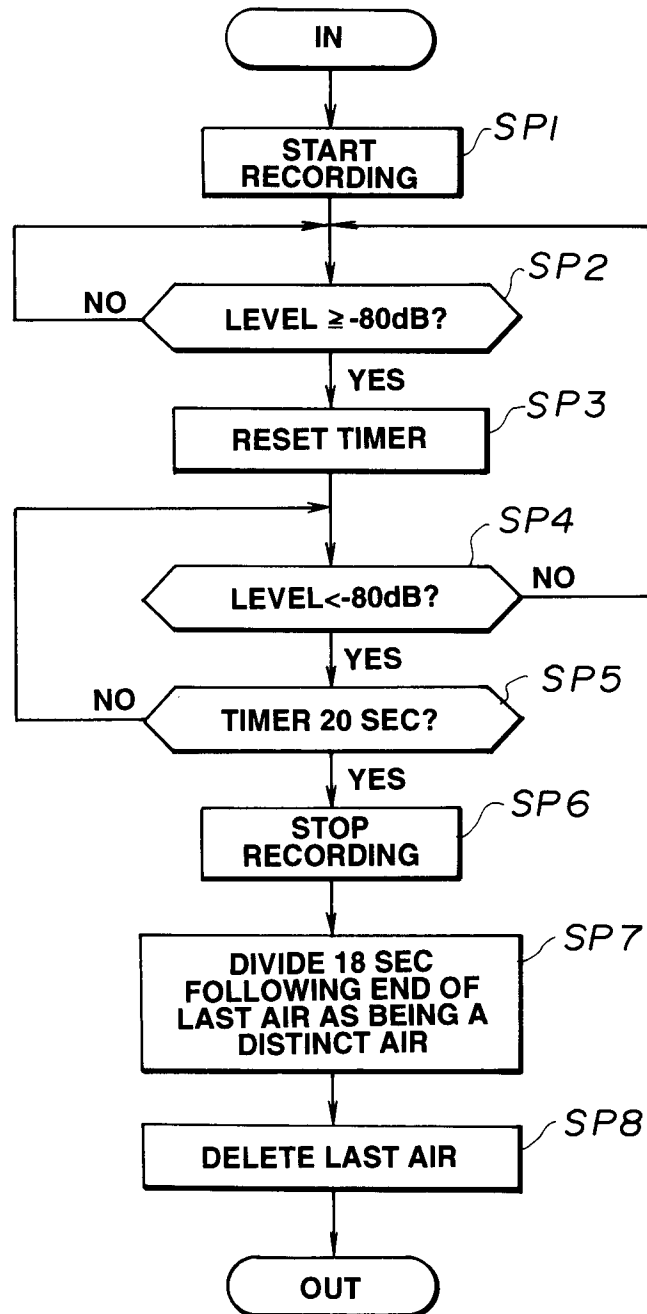 IN
SP1
START
RECORDING
SP2
NO
LEVEL ≧ -80dB?
YES
SP3
RESET TIMER
SP4
LEVEL<-80dB?
NO
YES
SP5
NO
TIMER 20 SEC?
YES
SP6
STOP
RECORDING
SP7
DIVIDE 18 SEC
FOLLOWING END OF
LAST AIR AS BEING A
DISTINCT AIR
SP8
DELETE LAST AIR
OUT